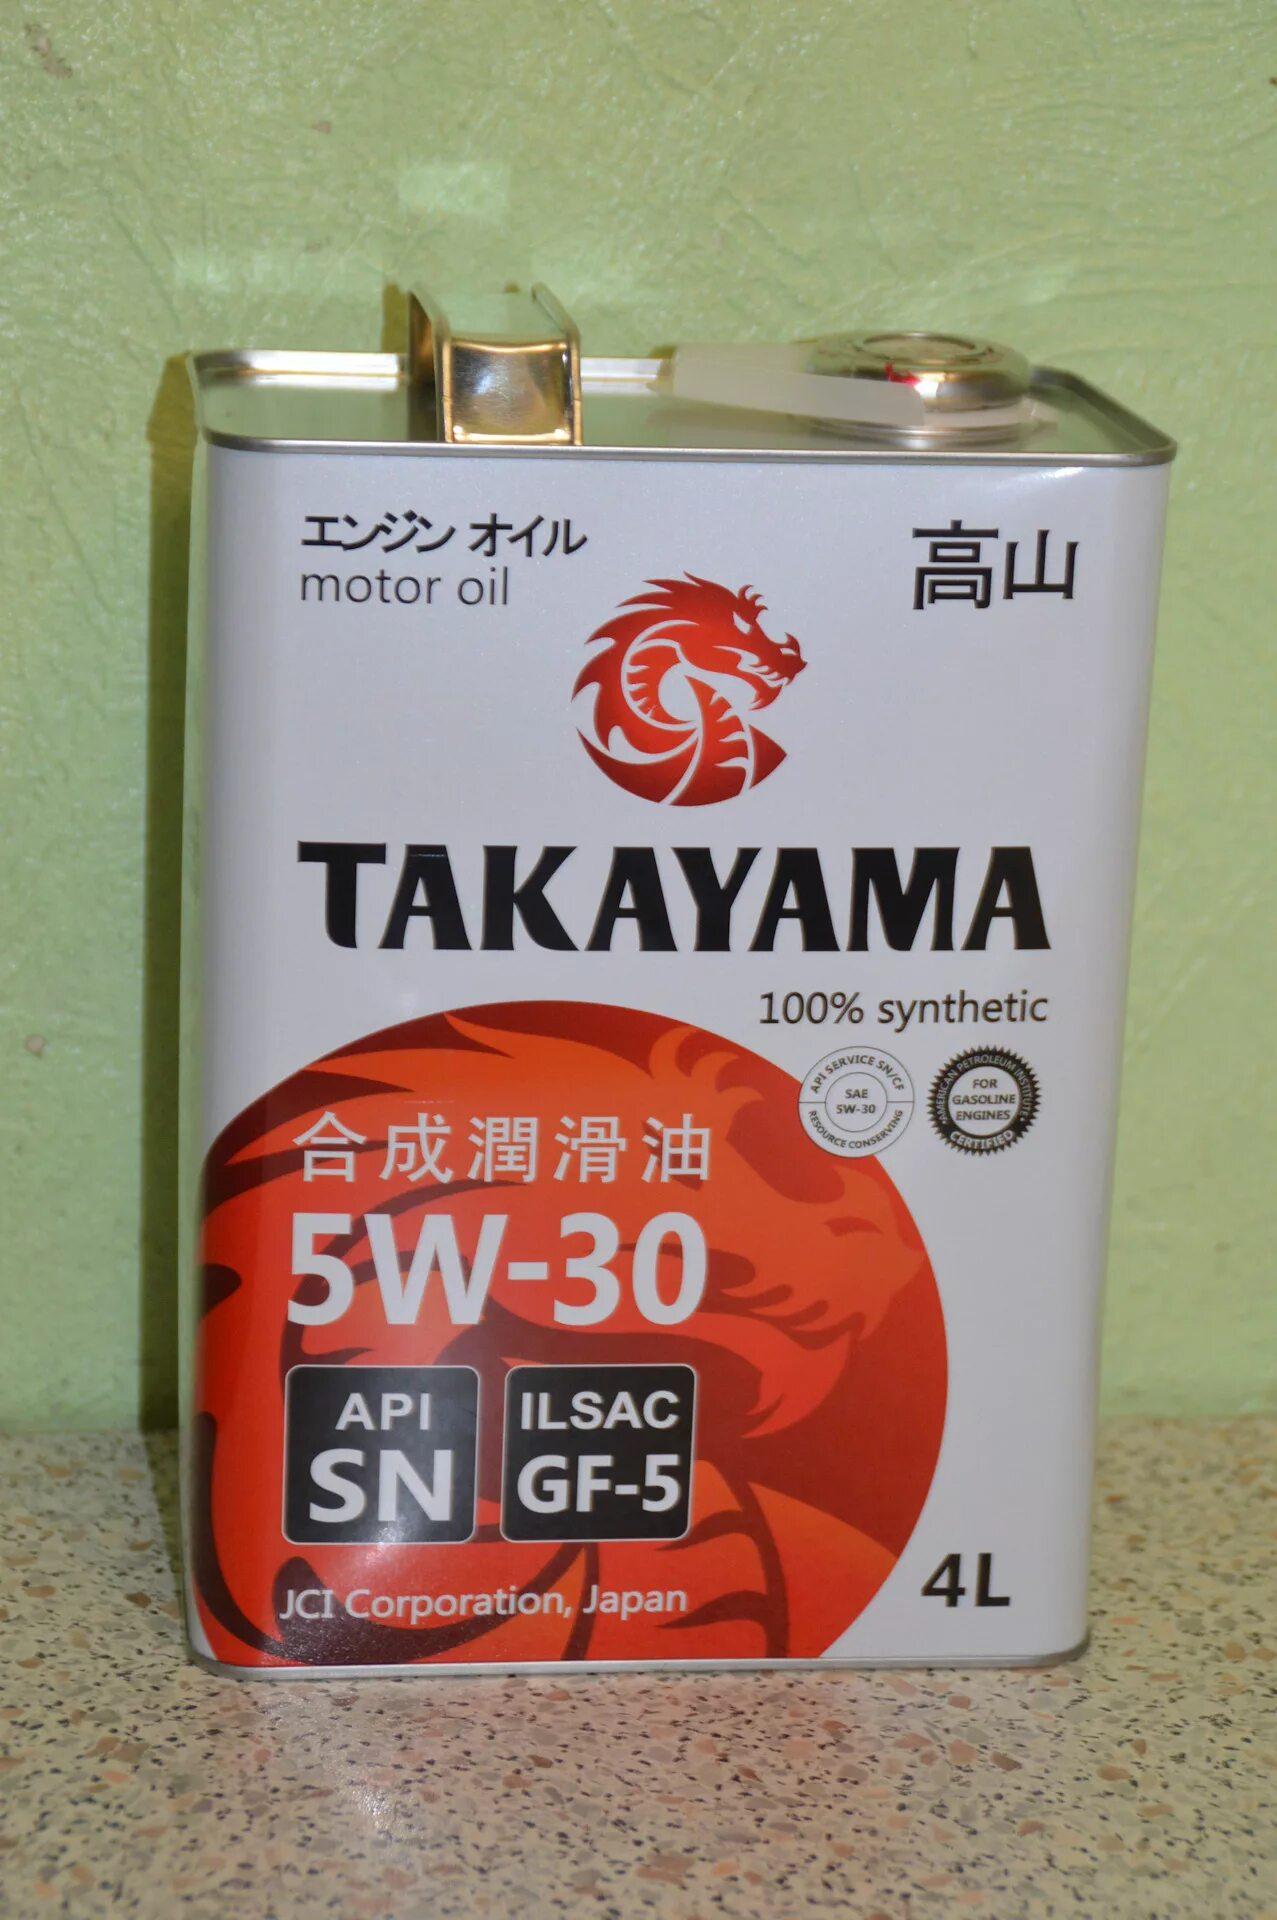 エンジン オイル
motor oil
高山
TAKAYAMA
100% synthetic
API SERVICE SN/CF
SAE
5W-30
RESOURCE CONSERVING
AMERICAN PETROLEUM INSTITUTE
FOR
GASOLINE
ENGINES
CERTIFIED
合成潤滑油
5W-30
API
SN
ILSAC
GF-5
JCI Corporation, Japan
4L